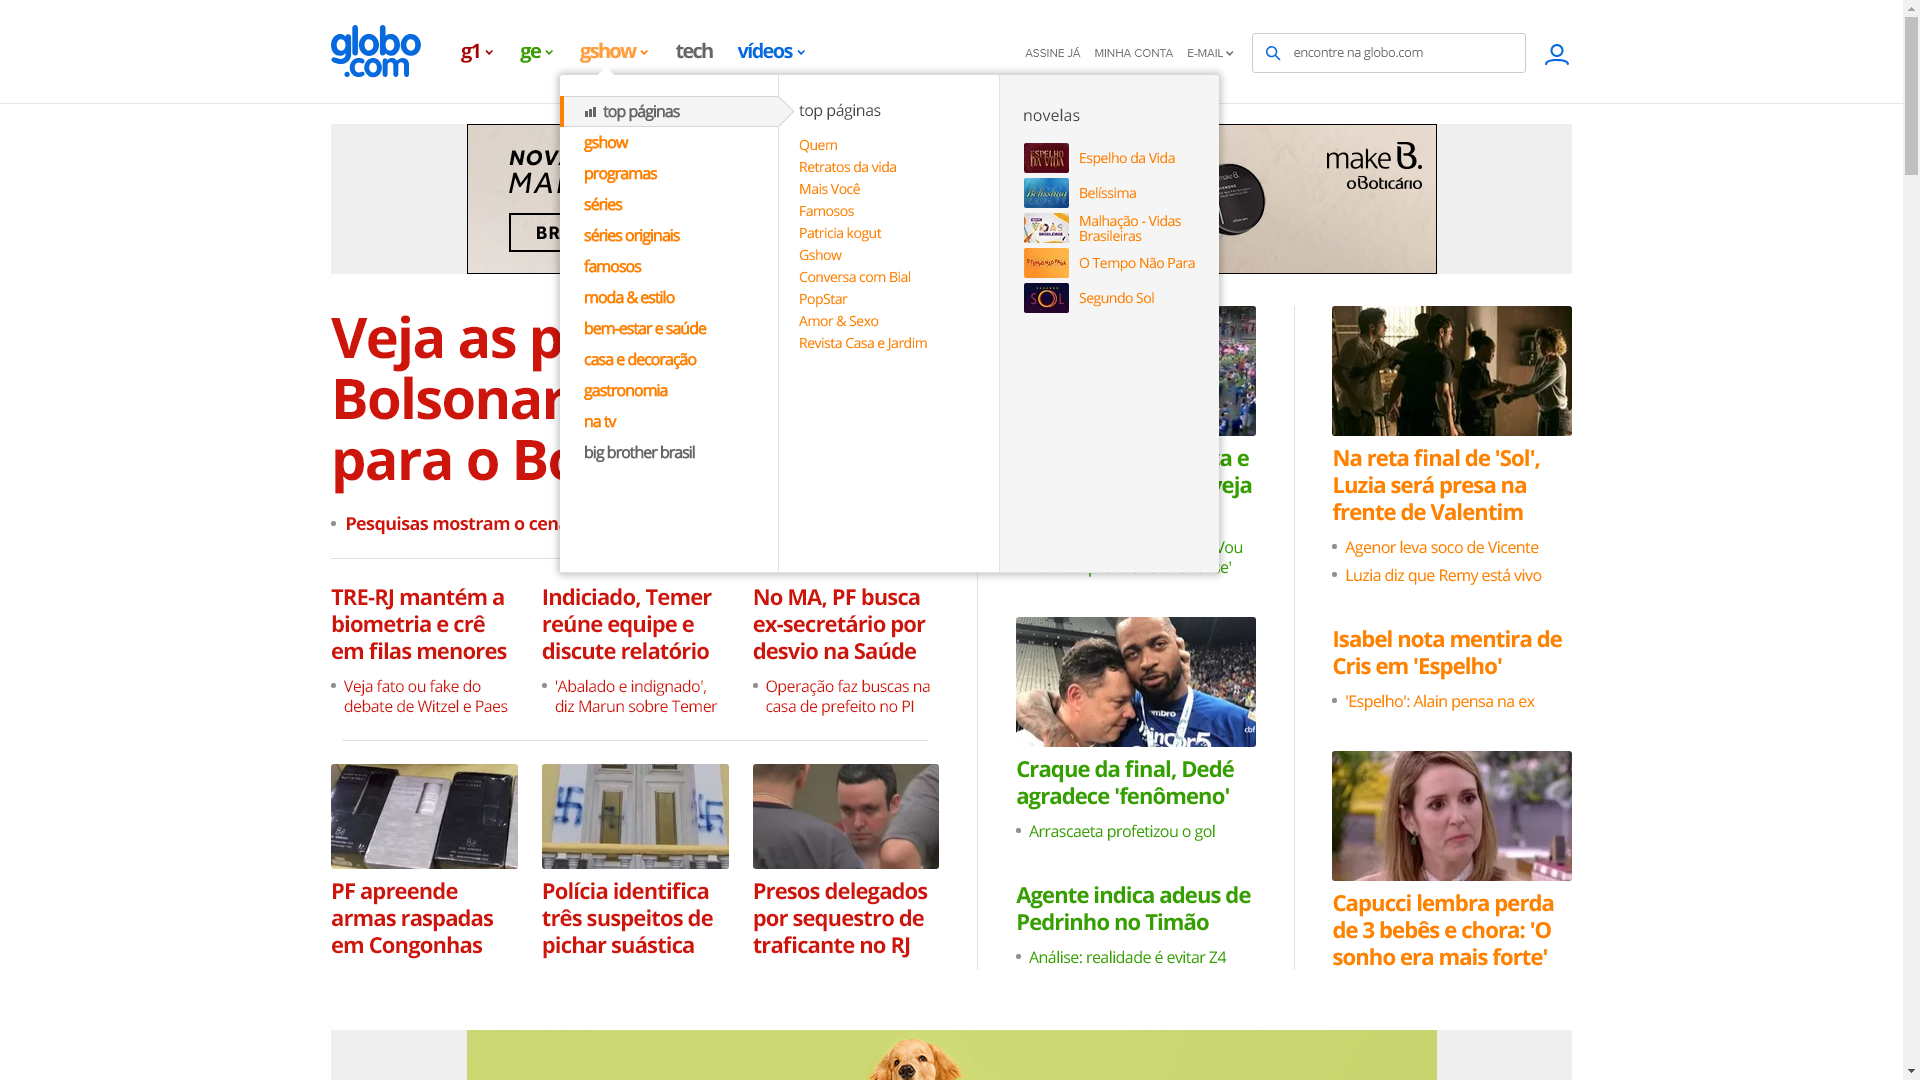 globo
.com
g1
ge
gshow
tech
vídeos
ASSINE JÁ
MINHA CONTA
E-MAIL
encontre na globo.com
top páginas
gshow
programas
séries
séries originais
famosos
moda & estilo
bem-estar e saúde
casa e decoração
gastronomia
na tv
big brother brasil
top páginas
Quem
Retratos da vida
Mais Você
Famosos
Patricia kogut
Gshow
Conversa com Bial
PopStar
Amor & Sexo
Revista Casa e Jardim
novelas
ESPELHO
DA VIDA
Espelho da Vida
Belíssima
Belíssima
VIDAS
BRASILEIRAS
Malhação - Vidas
Brasileiras
O TEMPO NÃO PARA
O Tempo Não Para
SEGUNDO
SOL
Segundo Sol
make B.
oBoticário
Veja as
Bolsonar
para o
Pesquisas mostram o
TRE-RJ mantém a
biometria e crê
em filas menores
Veja fato ou fake do
debate de Witzel e Paes
Indiciado, Temer
reúne equipe e
discute relatório
'Abalado e indignado',
diz Marun sobre Temer
No MA, PF busca
ex-secretário por
desvio na Saúde
Operação faz buscas na
casa de prefeito no PI
PF apreende
armas raspadas
em Congonhas
Polícia identifica
três suspeitos de
pichar suástica
Presos delegados
por sequestro de
traficante no RJ
e
veja
Vou
Craque da final, Dedé
agradece 'fenômeno'
Arrascaeta profetizou o gol
Agente indica adeus de
Pedrinho no Timão
Análise: realidade é evitar Z4
Na reta final de 'Sol',
Luzia será presa na
frente de Valentim
Agenor leva soco de Vicente
Luzia diz que Remy está vivo
Isabel nota mentira de
Cris em 'Espelho'
'Espelho': Alain pensa na ex
Capucci lembra perda
de 3 bebês e chora: 'O
sonho era mais forte'